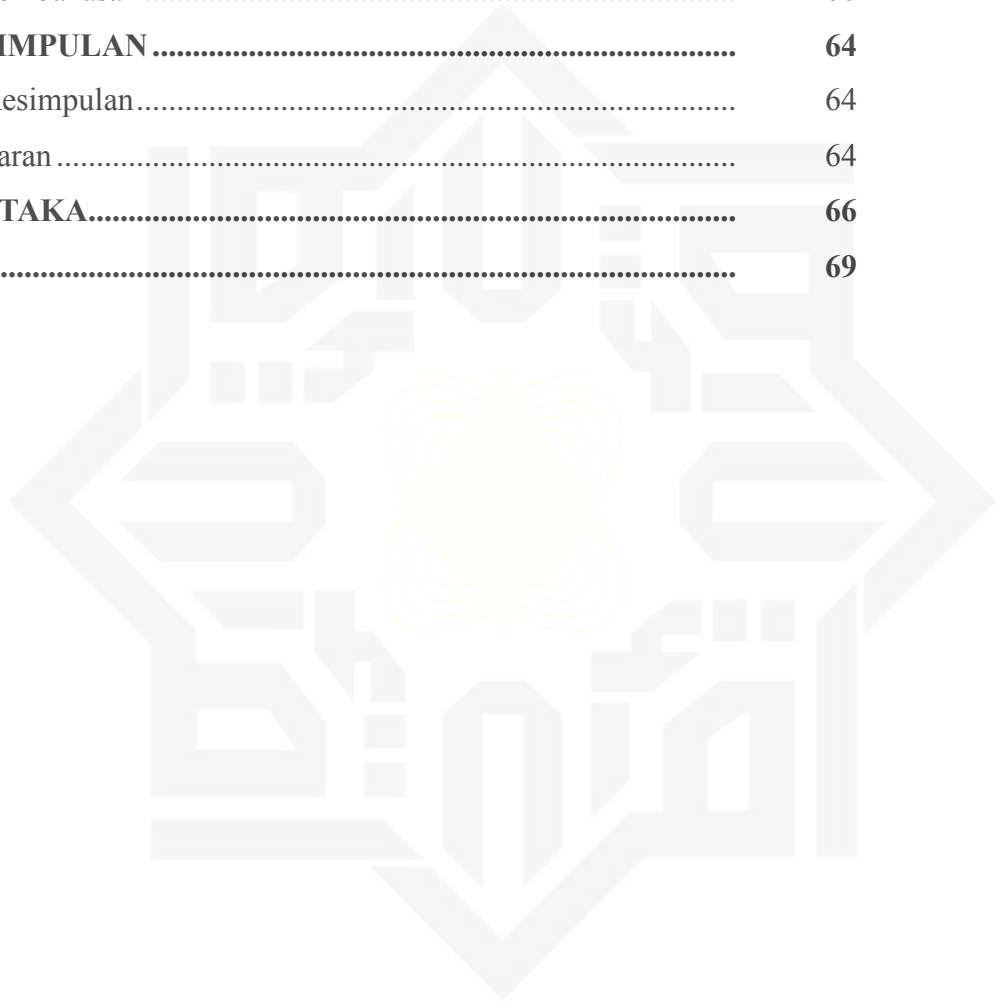 IMPULAN........................................................................... 64
esimpulan........................................................................... 64
aran..................................................................................... 64
TAKA.................................................................................. 66
............................................................................................ 69